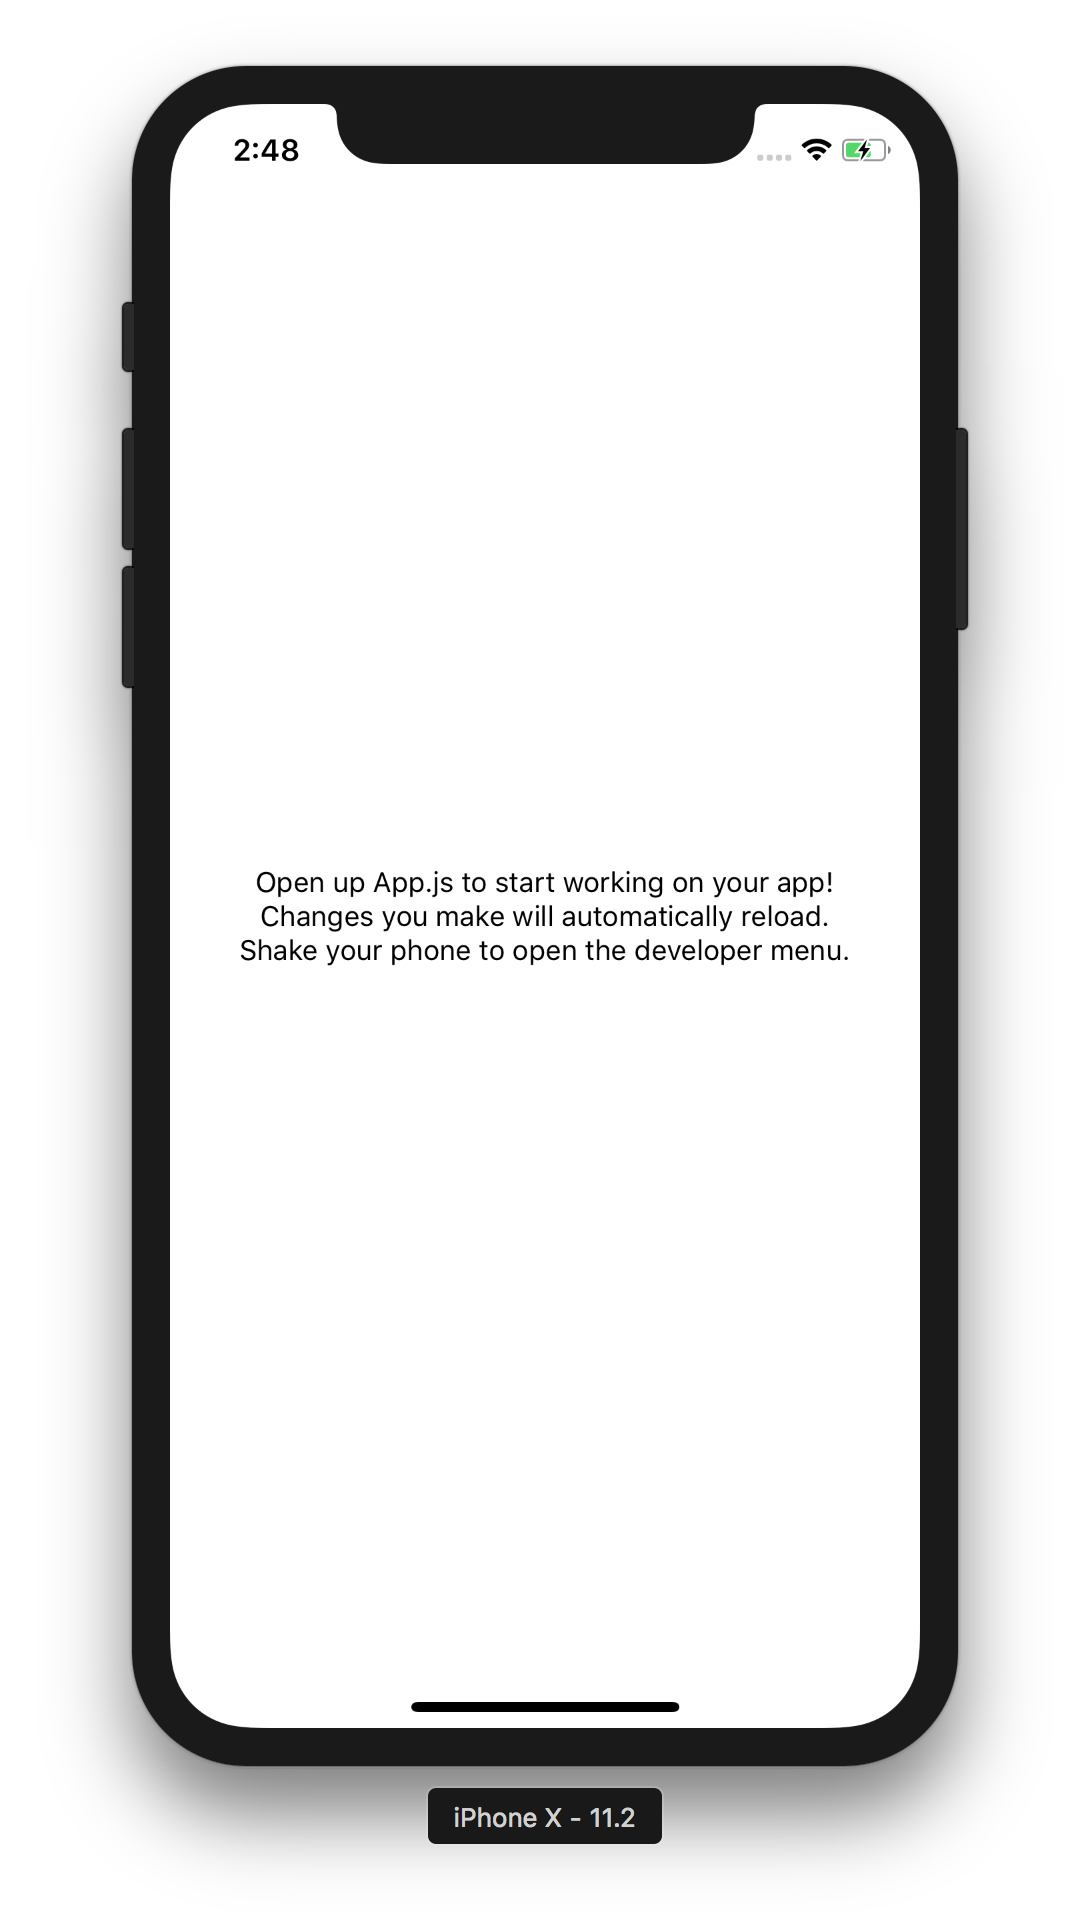 2:48
Open up App.js to start working on your app!
Changes you make will automatically reload.
Shake your phone to open the developer menu.
iPhone X - 11.2